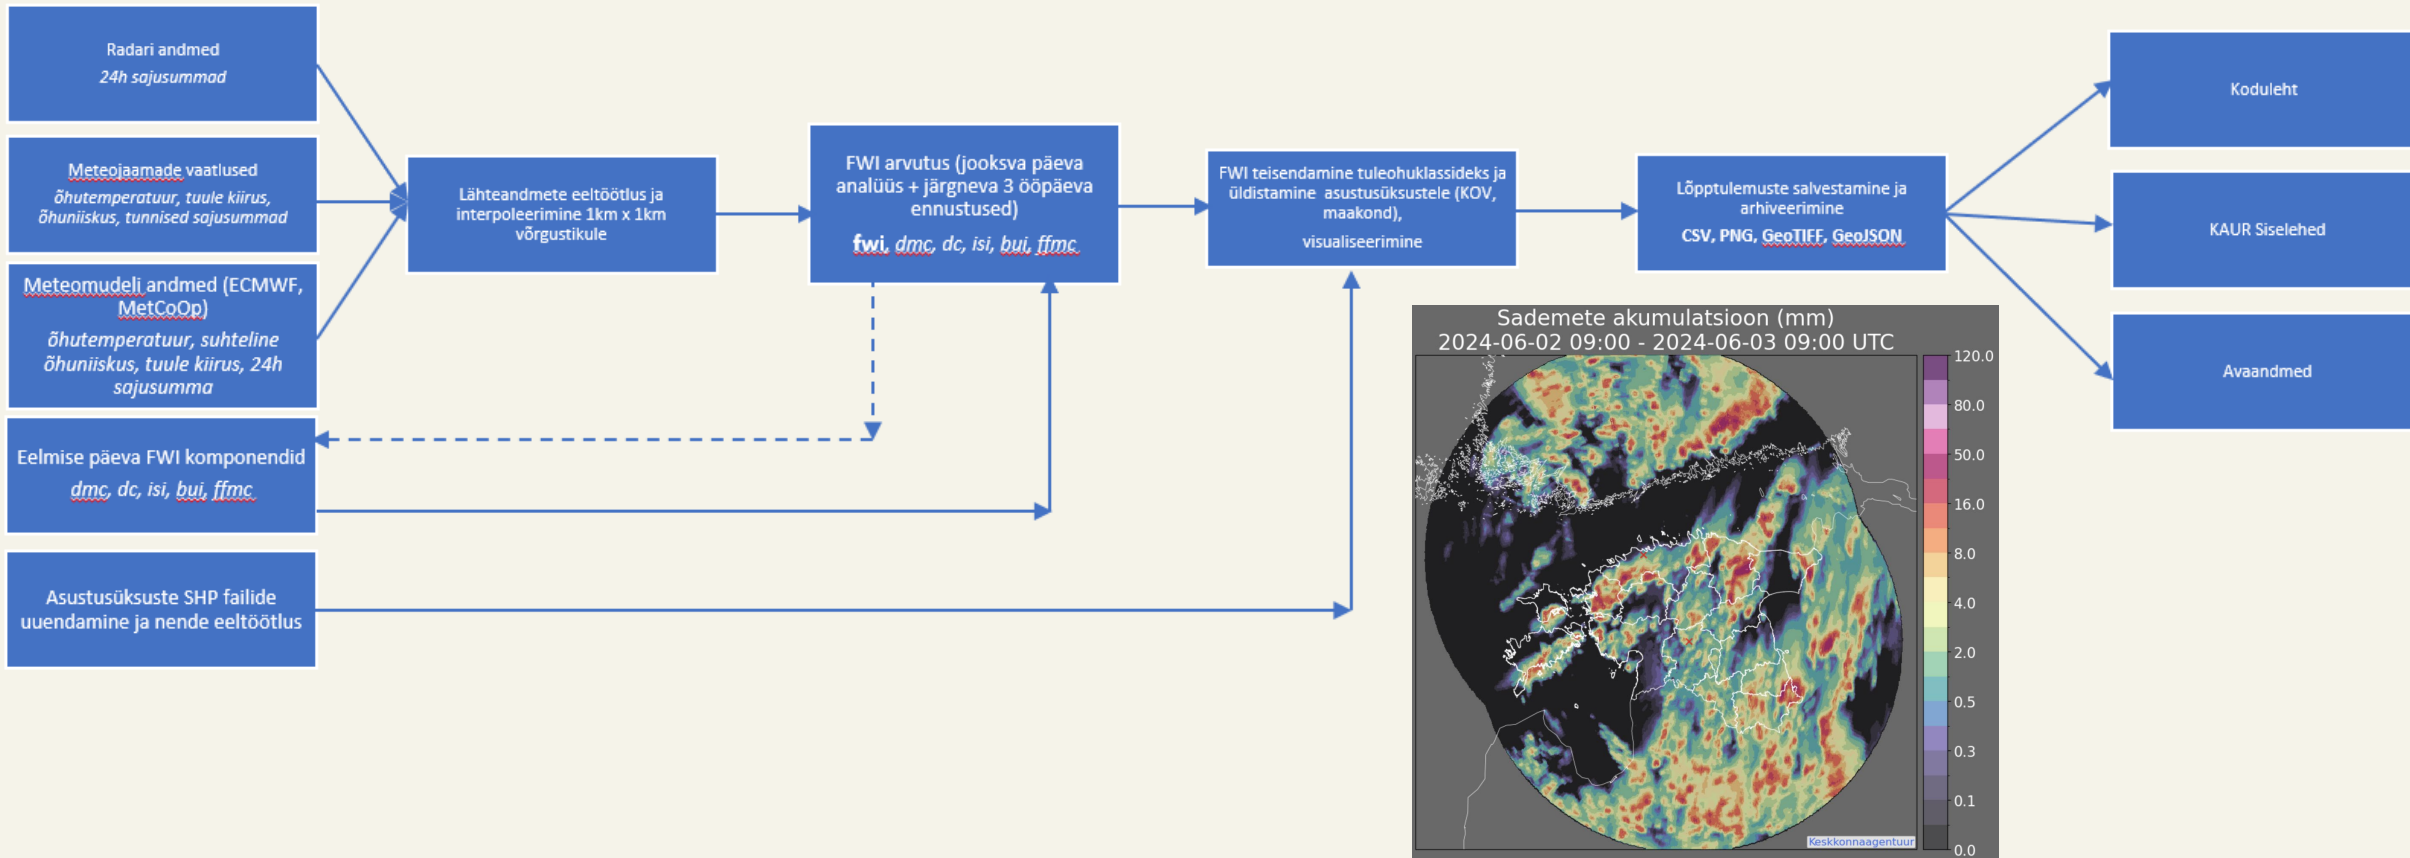 Radari andmed
24h sajusummad
Meteojaamade vaatlused
õhutemperatuur, tuule kiirus,
õhuniiskus, tunnised sajusummad
Meteomudeli andmed (ECMWF,
MetCoOp)
õhutemperatuur, suhteline
õhuniiskus, tuule kiirus, 24h
sajusumma
Eelmise päeva FWI komponendid
dmc, dc, isi, bui, ffmc
Asustusüksuste SHP failide
uuendamine ja nende eeltöötlus
Lähteandmete eeltöötlus ja
interpoleerimine 1km x 1km
võrgustikule
FWI arvutus (jooksva päeva
analüüs + järgneva 3 ööpäeva
ennustused)
fwi, dmc, dc, isi, bui, ffmc
FWI teisendamine tuleohuklassideks ja
üldistamine asustusüksustele (KOV,
maakond),
visualiseerimine
Lõpptulemuste salvestamine ja
arhiveerimine
CSV, PNG, GeoTIFF, GeoJSON
Koduleht
KAUR Siselehed
Avaandmed
Sademete akumulatsioon (mm)
2024-06-02 09:00 - 2024-06-03 09:00 UTC
120.0
80.0
50.0
16.0
8.0
4.0
2.0
0.5
0.3
0.1
0.0
Keskkonnaagentuur